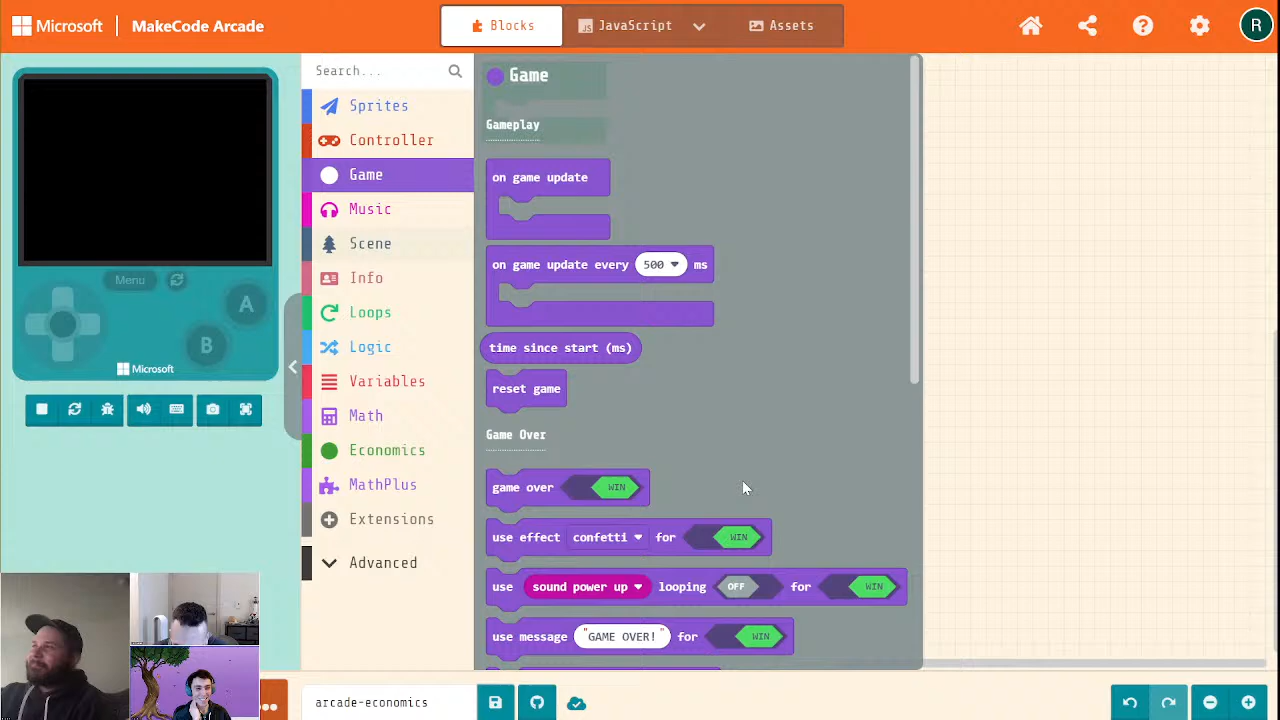 Microsoft | MakeCode Arcade
Blocks
JS JavaScript
Assets
R
Search...
Sprites
Controller
Game
Music
Scene
Info
Loops
Logic
Variables
Math
Economics
MathPlus
Extensions
Advanced
Menu
A
B
Microsoft
Game
Gameplay
on game update
on game update every 500 ms
time since start (ms)
reset game
Game Over
game over WIN
use effect confetti for WIN
use sound power up looping OFF for WIN
use message "GAME OVER!" for WIN
arcade-economics